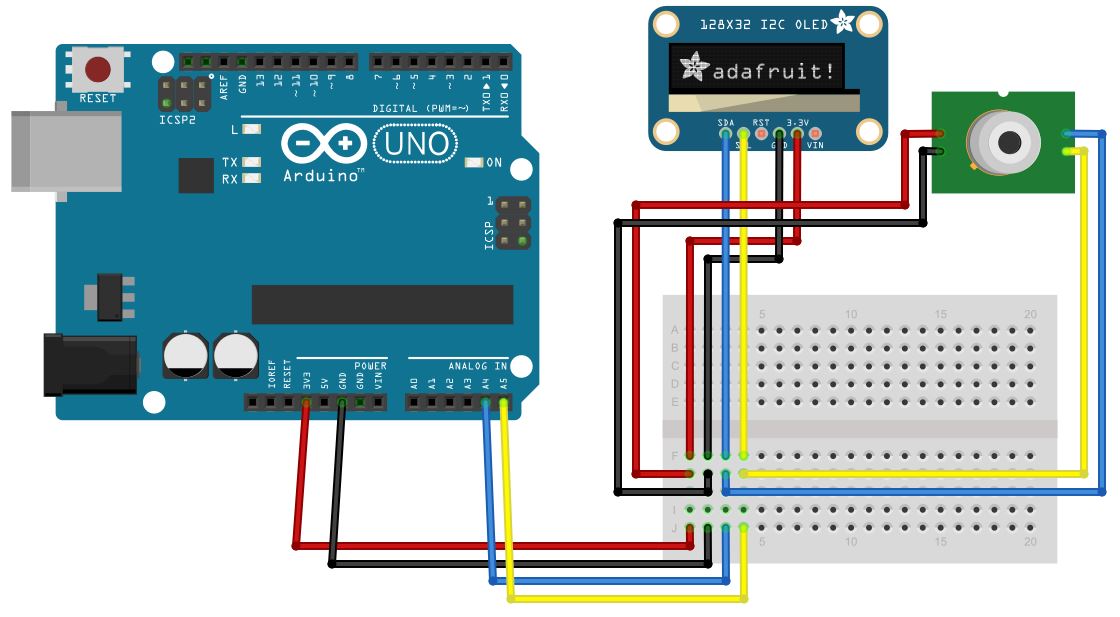 128X32 I2C OLED
adafruit!
SDA
RST
3.3V
GND
VIN
RESET
ICSP2
AREF
GND
13
12
~11
~10
~9
8
7
~6
~5
4
~3
2
TX0▶1
RX0◀0
DIGITAL (PWM=~)
L
TX
RX
UNO
ON
Arduino™
1
ICSP
POWER
ANALOG IN
IOREF
RESET
3V3
5V
GND
GND
VIN
A0
A1
A2
A3
A4
A5
5
10
15
20
A
B
C
D
E
F
I
J
5
10
15
20